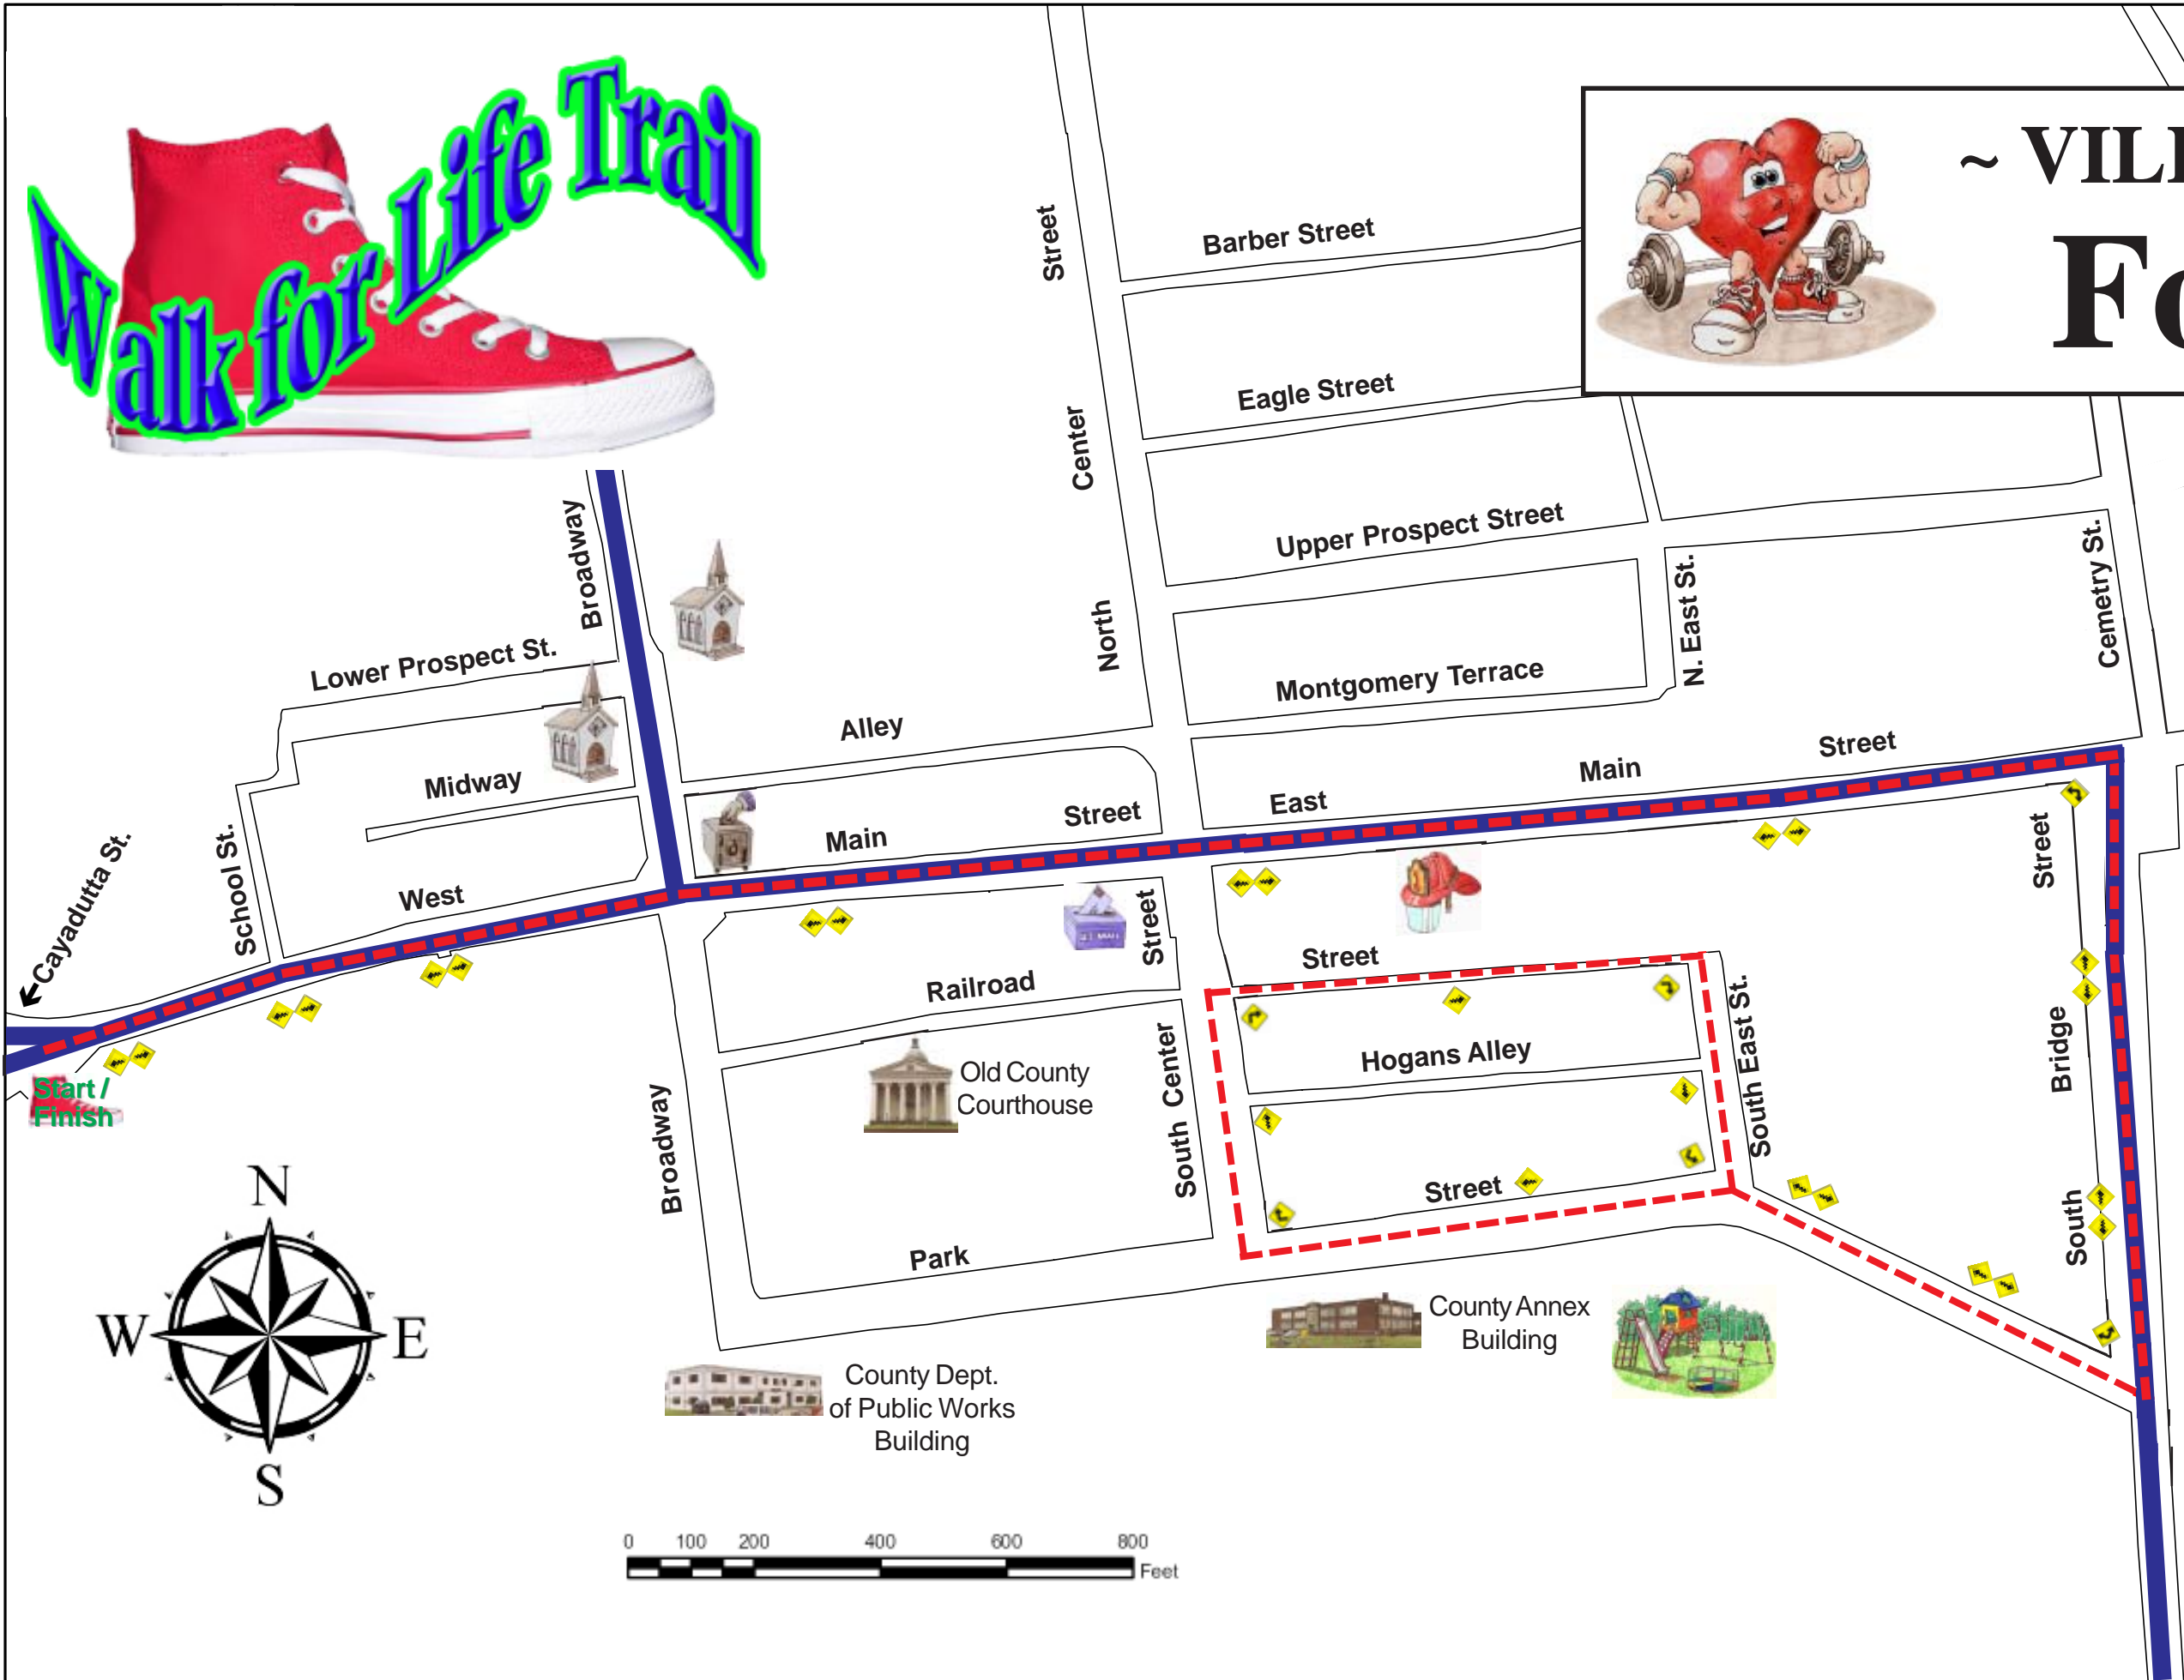 Walk for Life Trail
~ VILL
Fo
Barber Street
Eagle Street
Upper Prospect Street
Montgomery Terrace
N. East St.
Cemetery St.
North Center Street
Broadway
Lower Prospect St.
Midway
Alley
School St.
Cayadutta St.
West Main Street
East Main Street
Start /
Finish
Railroad Street
MAIL
South Center Street
Hogans Alley
South East St.
South Bridge Street
Broadway
Park Street
Old County
Courthouse
County Annex
Building
County Dept.
of Public Works
Building
N
W E
S
0 100 200 400 600 800
Feet